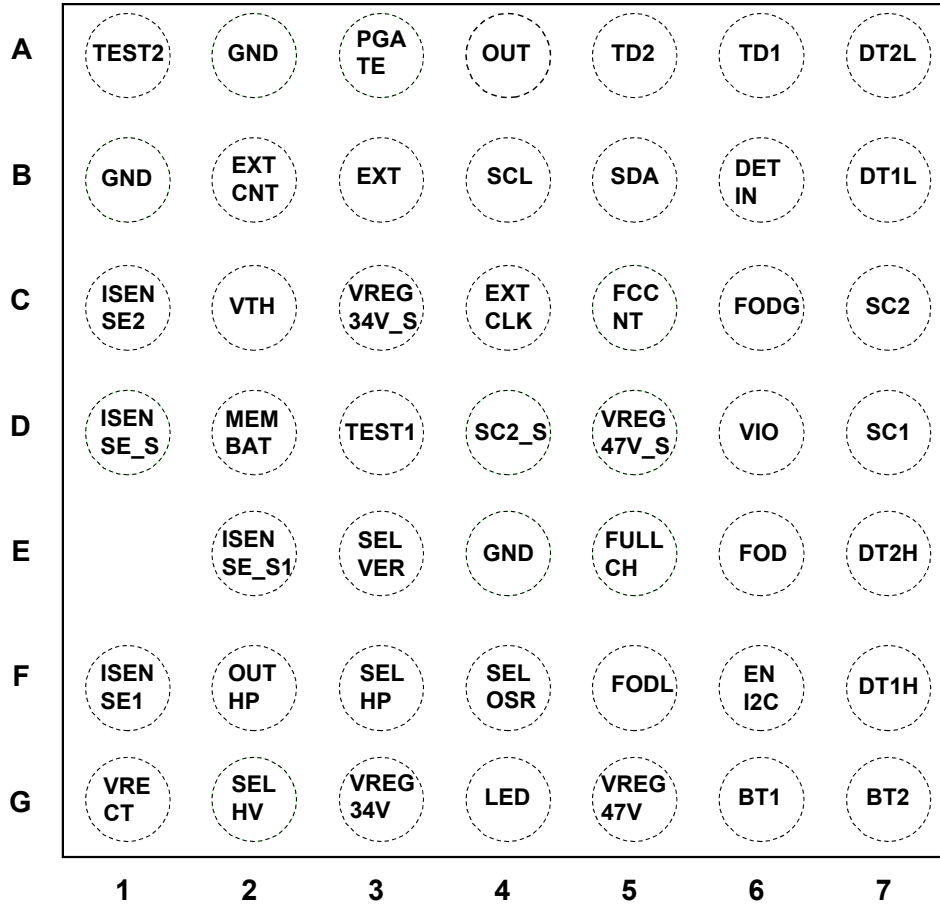 A TEST2 GND PGA TE OUT TD2 TD1 DT2L
B GND EXT CNT EXT SCL SDA DET IN DT1L
C ISEN SE2 VTH VREG 34V_S EXT CLK FCC NT FODG SC2
D ISEN SE_S MEM BAT TEST1 SC2_S VREG 47V_S VIO SC1
E ISEN SE_S1 SEL VER GND FULL CH FOD DT2H
F ISEN SE1 OUT HP SEL HP SEL OSR FODL EN I2C DT1H
G VRE CT SEL HV VREG 34V LED VREG 47V BT1 BT2
1 2 3 4 5 6 7